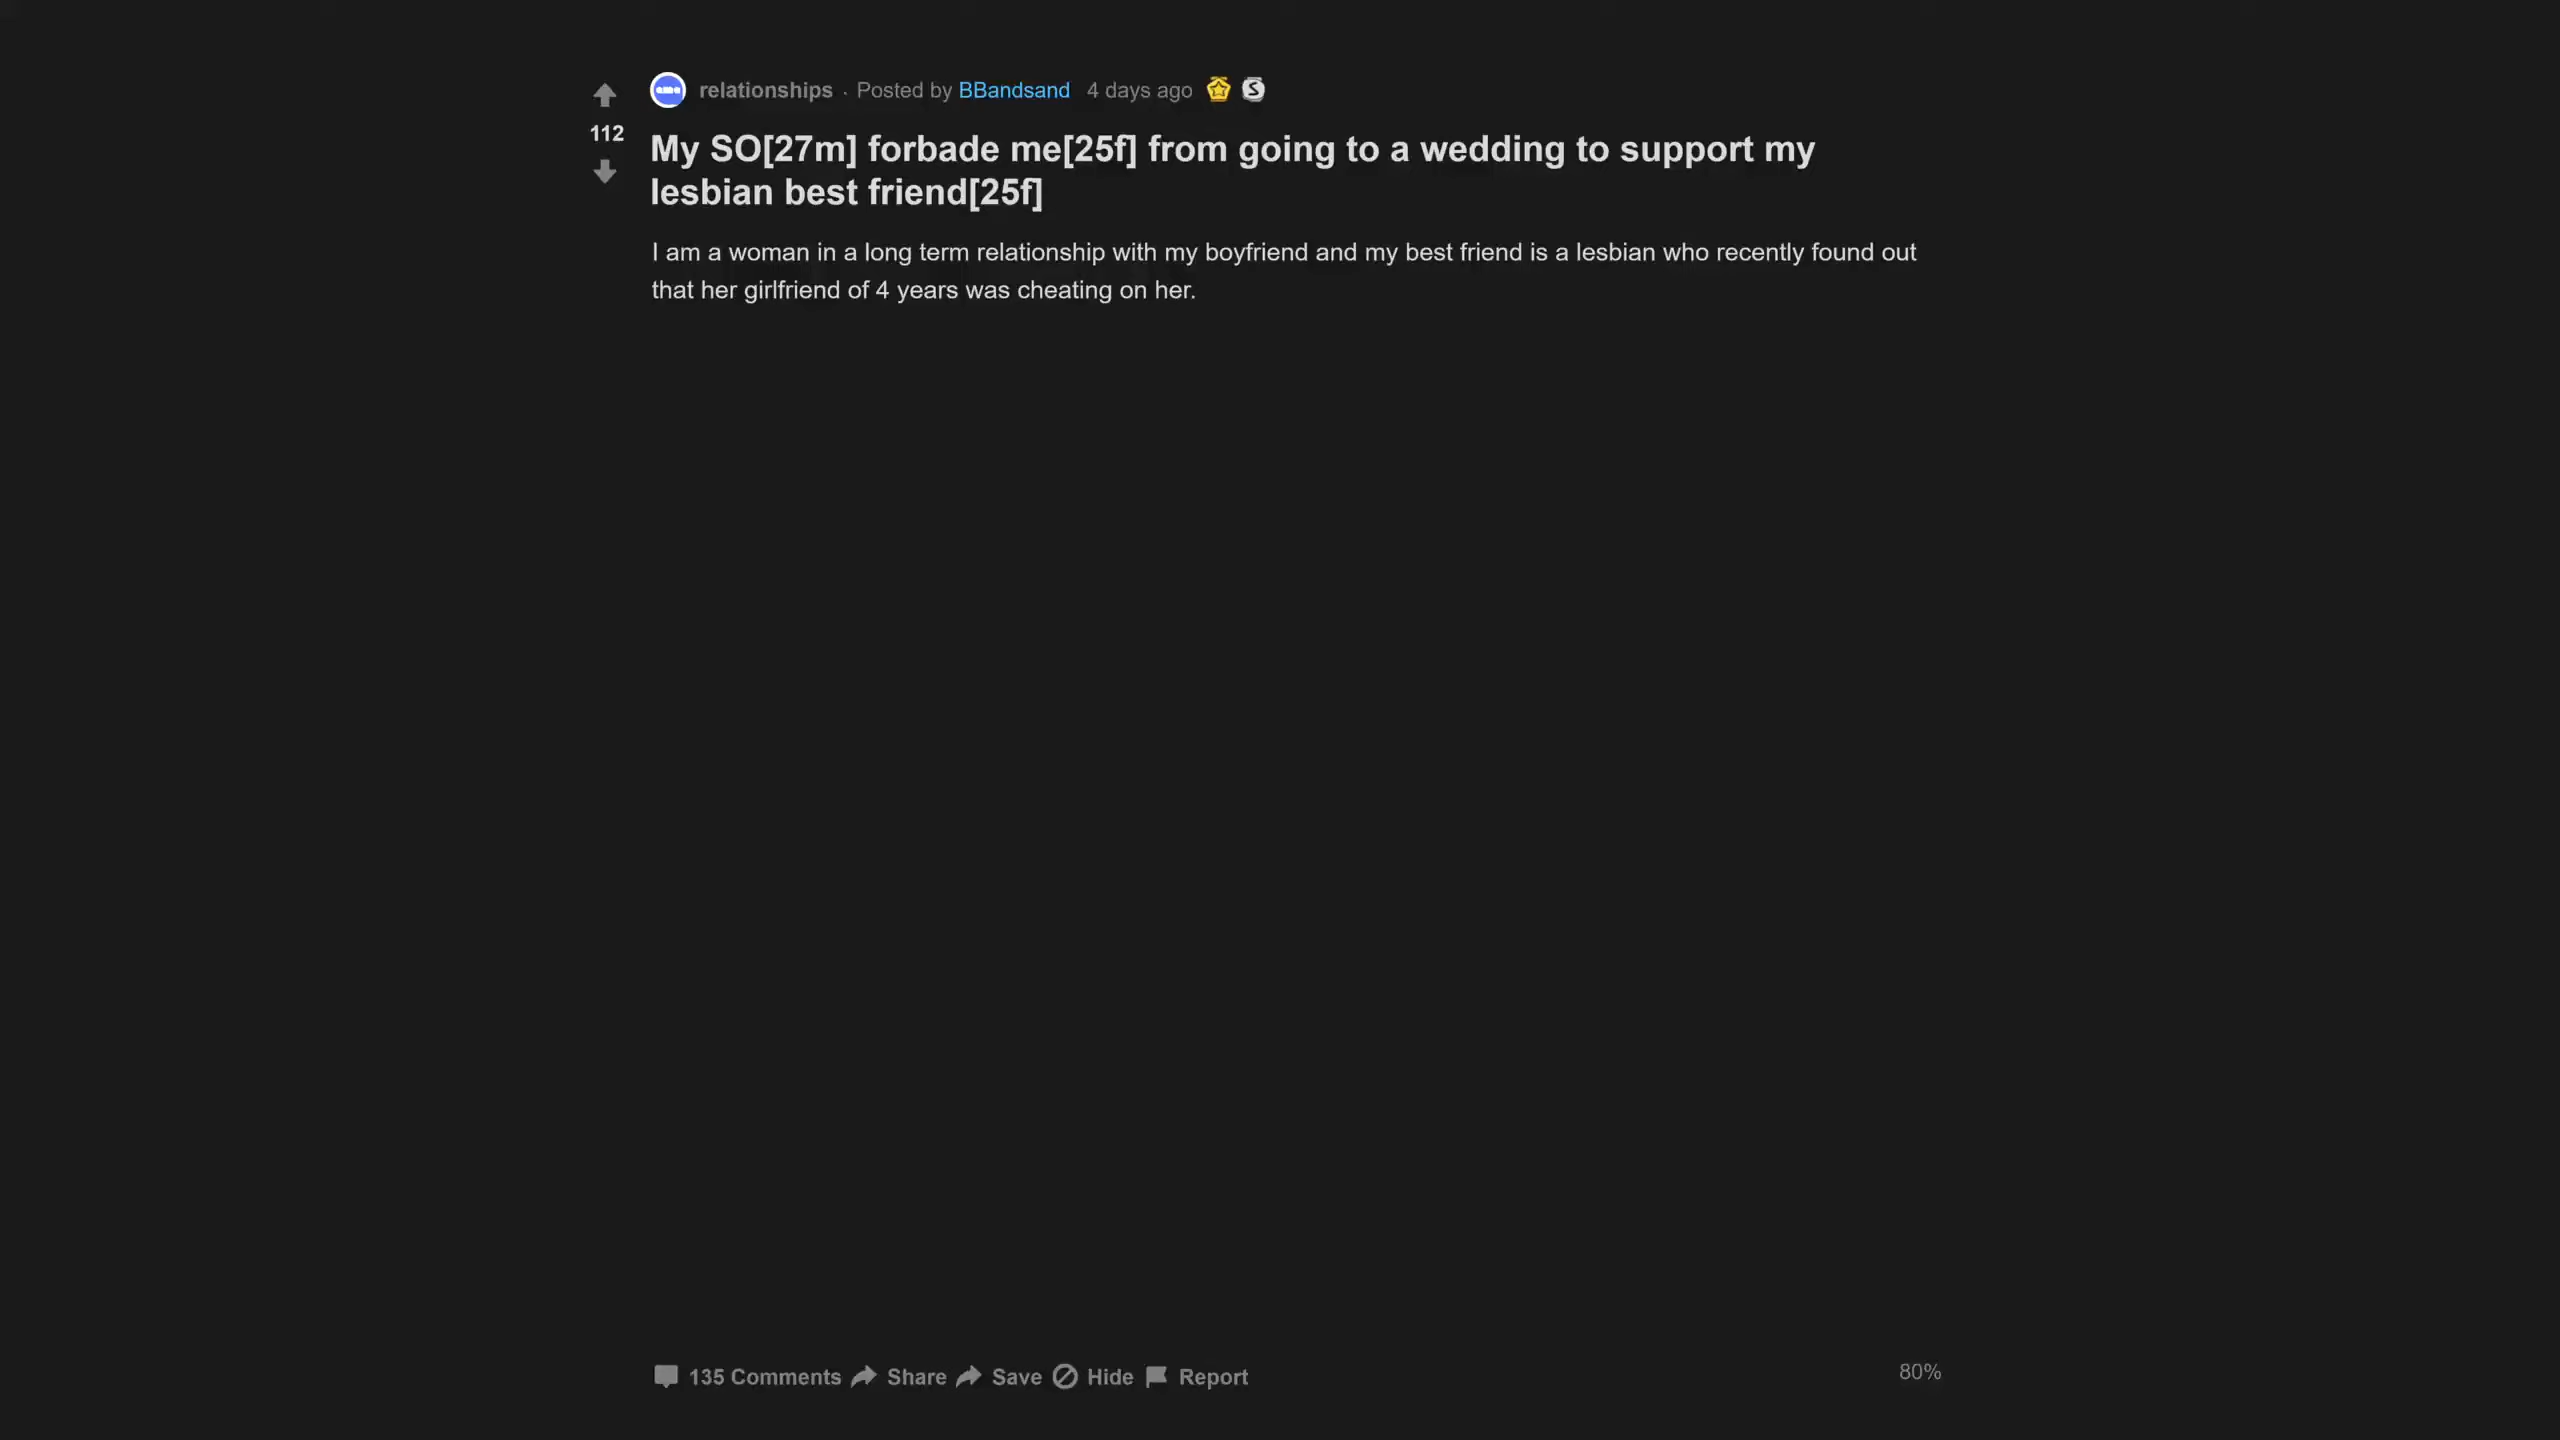 relationships · Posted by BBandsand 4 days ago
112
My SO[27m] forbade me[25f] from going to a wedding to support my
lesbian best friend[25f]
I am a woman in a long term relationship with my boyfriend and my best friend is a lesbian who recently found out
that her girlfriend of 4 years was cheating on her.
135 Comments Share Save Hide Report
80%